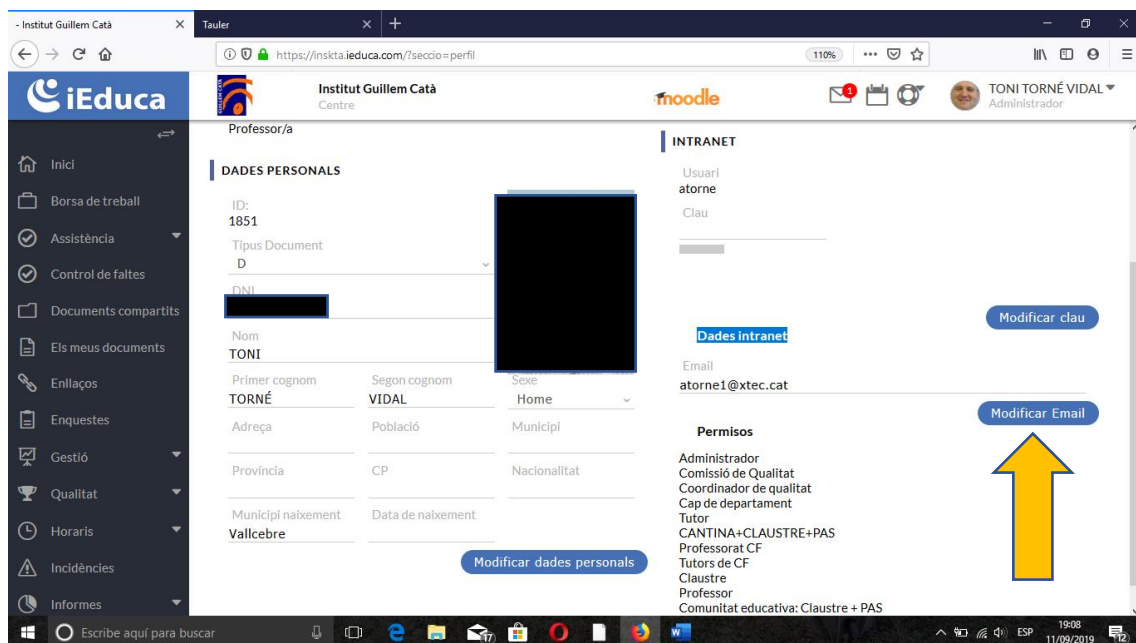 - Institut Guillem Catà
Tauler
https://inskta.ieduca.com/?seccio=perfil
110%
iEduca
Institut Guillem Catà
Centre
moodle
1
TONI TORNÉ VIDAL
Administrador
Inici
Borsa de treball
Assistència
Control de faltes
Documents compartits
Els meus documents
Enllaços
Enquestes
Gestió
Qualitat
Horaris
Incidències
Informes
Professor/a
DADES PERSONALS
ID:
1851
Tipus Document
D
DNI
Nom
TONI
Primer cognom Segon cognom Sexe
TORNÉ VIDAL Home
Adreça Població Municipi
Província CP Nacionalitat
Municipi naixement Data de naixement
Vallcebre
Modificar dades personals
INTRANET
Usuari
atorne
Clau
Modificar clau
Dades intranet
Email
atorne1@xtec.cat
Modificar Email
Permisos
Administrador
Comissió de Qualitat
Coordinador de qualitat
Cap de departament
Tutor
CANTINA+CLAUSTRE+PAS
Professorat CF
Tutors de CF
Claustre
Professor
Comunitat educativa: Claustre + PAS
Escribe aquí para buscar
17
ESP
19:08
11/09/2019